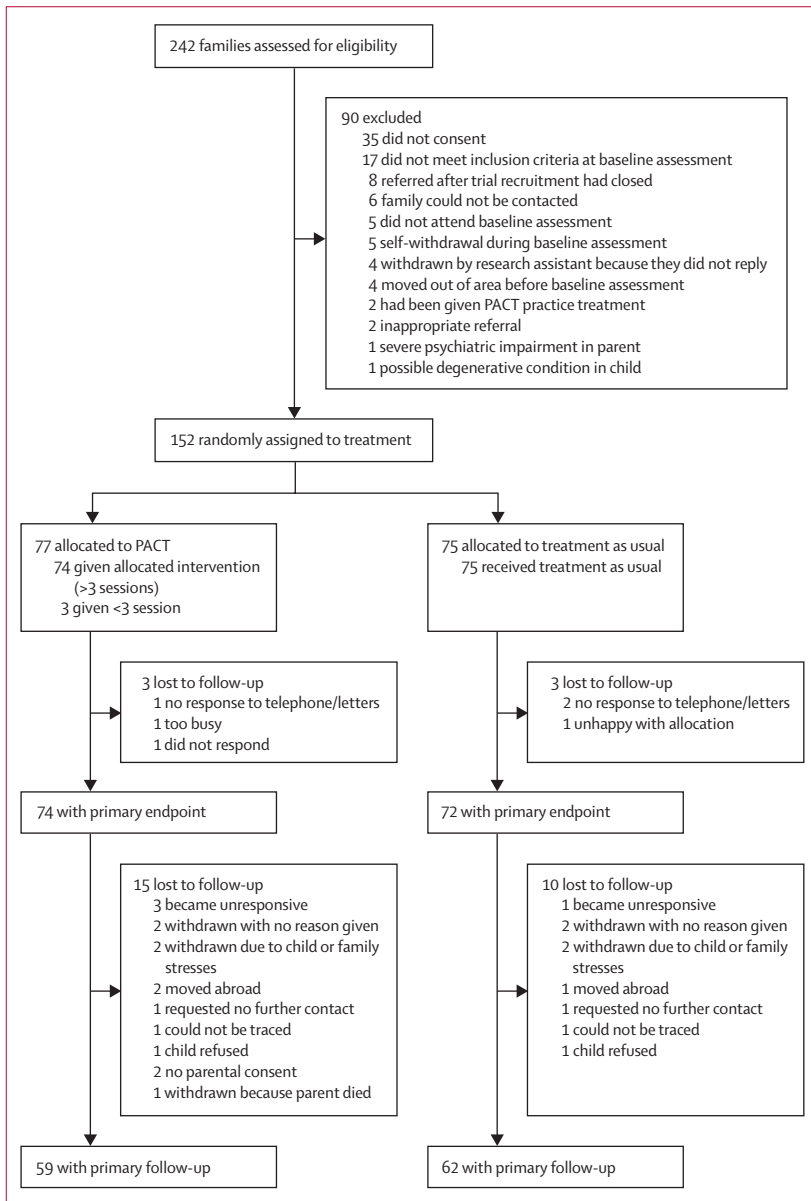 242 families assessed for eligibility
90 excluded
35 did not consent
17 did not meet inclusion criteria at baseline assessment
8 referred after trial recruitment had closed
6 family could not be contacted
5 did not attend baseline assessment
5 self-withdrawal during baseline assessment
4 withdrawn by research assistant because they did not reply
4 moved out of area before baseline assessment
2 had been given PACT practice treatment
2 inappropriate referral
1 severe psychiatric impairment in parent
1 possible degenerative condition in child
152 randomly assigned to treatment
77 allocated to PACT
74 given allocated intervention
(>3 sessions)
3 given <3 session
75 allocated to treatment as usual
75 received treatment as usual
3 lost to follow-up
1 no response to telephone/letters
1 too busy
1 did not respond
3 lost to follow-up
2 no response to telephone/letters
1 unhappy with allocation
74 with primary endpoint
72 with primary endpoint
15 lost to follow-up
3 became unresponsive
2 withdrawn with no reason given
2 withdrawn due to child or family
stresses
2 moved abroad
1 requested no further contact
1 could not be traced
1 child refused
2 no parental consent
1 withdrawn because parent died
10 lost to follow-up
1 became unresponsive
2 withdrawn with no reason given
2 withdrawn due to child or family
stresses
1 moved abroad
1 requested no further contact
1 could not be traced
1 child refused
59 with primary follow-up
62 with primary follow-up